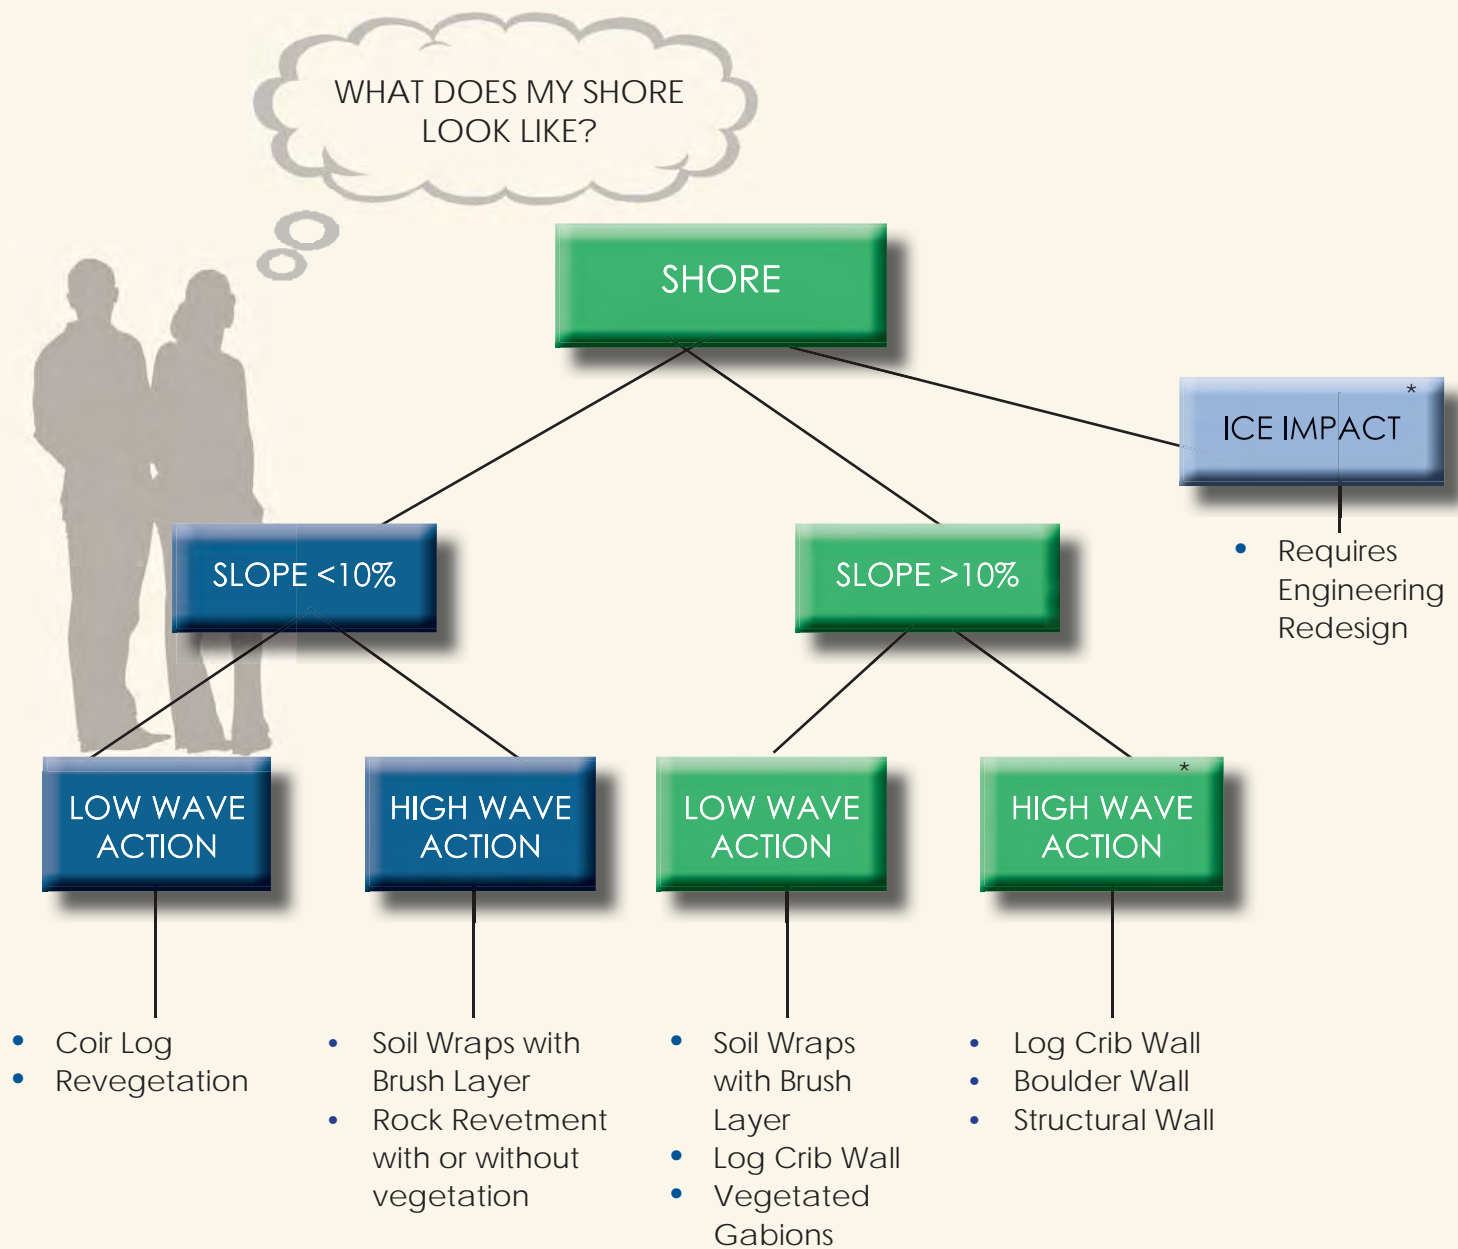 WHAT DOES MY SHORE
LOOK LIKE?
SHORE
*
ICE IMPACT
• Requires
Engineering
Redesign
SLOPE <10%
SLOPE >10%
LOW WAVE
ACTION
HIGH WAVE
ACTION
LOW WAVE
ACTION
*
HIGH WAVE
ACTION
• Coir Log
• Revegetation
• Soil Wraps with
Brush Layer
• Rock Revetment
with or without
vegetation
• Soil Wraps
with Brush
Layer
• Log Crib Wall
• Vegetated
Gabions
• Log Crib Wall
• Boulder Wall
• Structural Wall